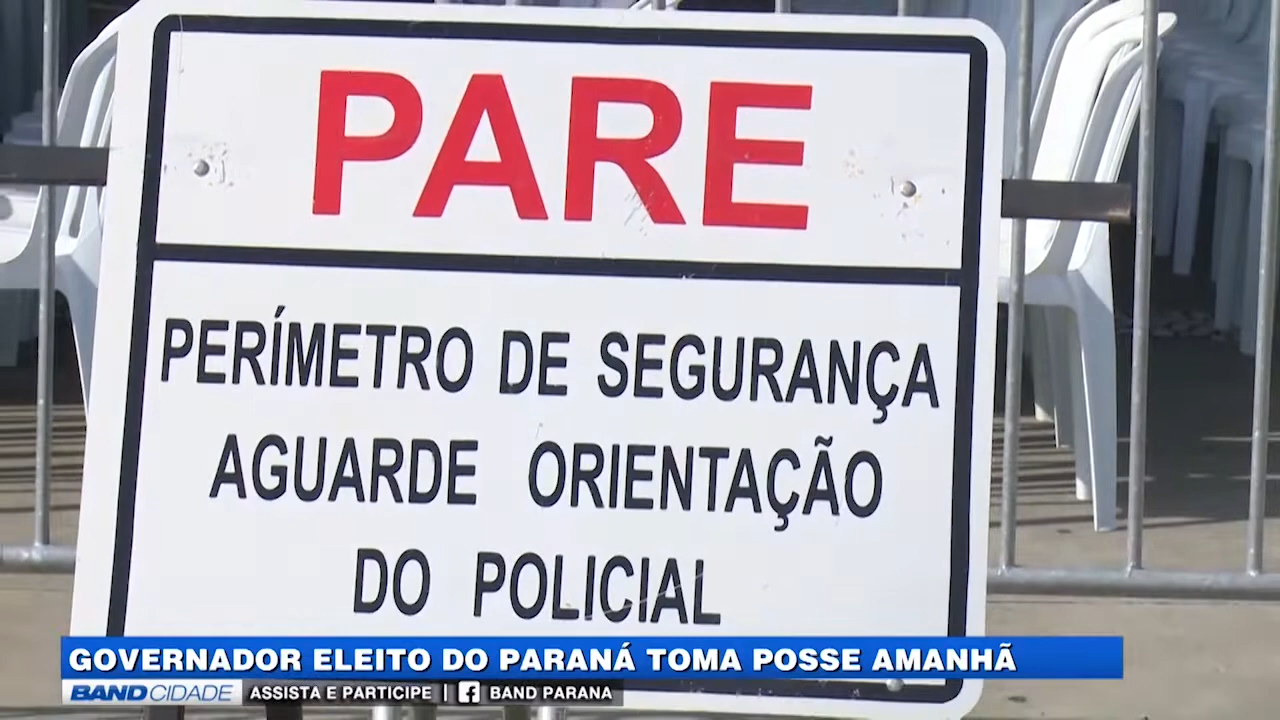 PARE
PERÍMETRO DE SEGURANÇA
AGUARDE ORIENTAÇÃO
DO POLICIAL
GOVERNADOR ELEITO DO PARANÁ TOMA POSSE AMANHÃ
BAND CIDADE ASSISTA E PARTICIPE | f BAND PARANA